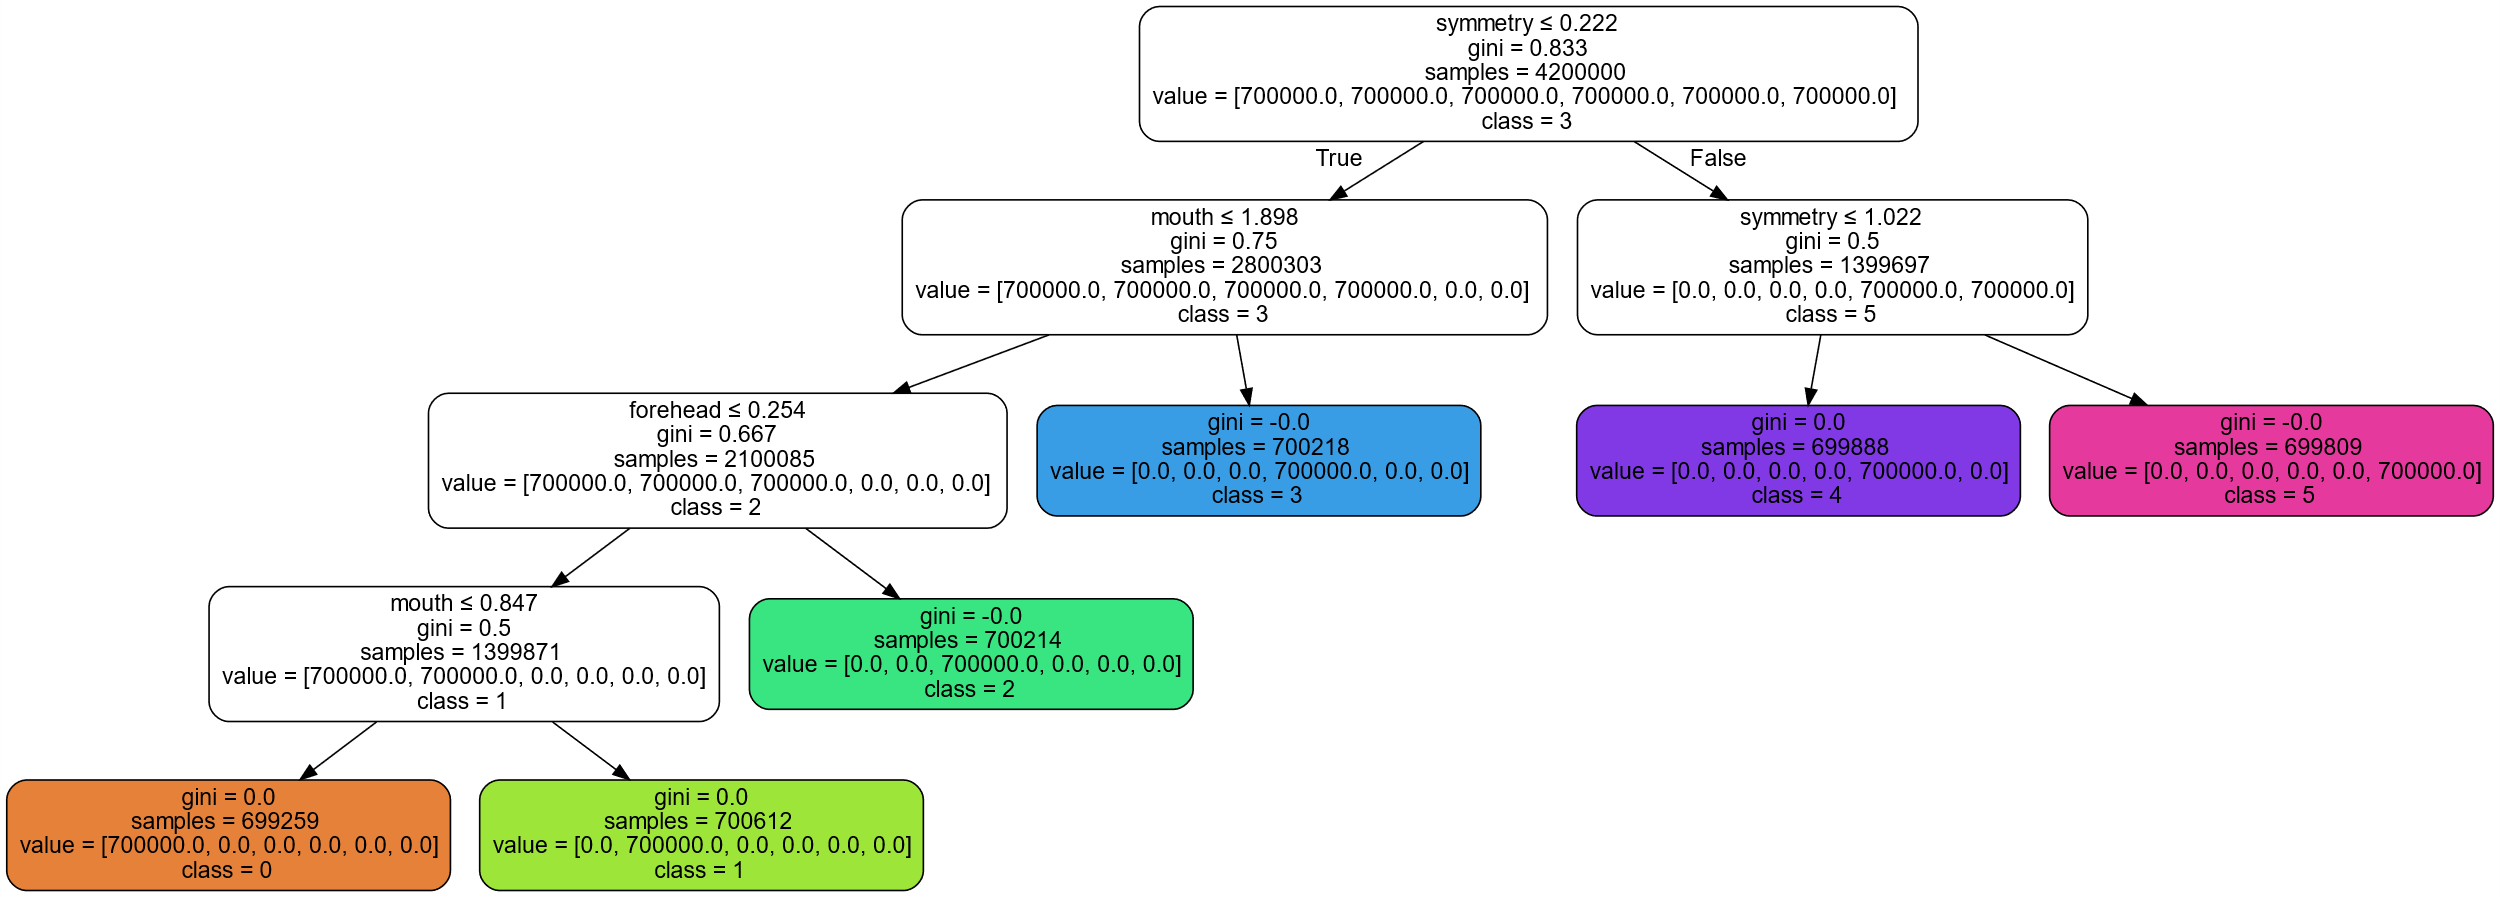 symmetry ≤ 0.222
gini = 0.833
samples = 4200000
value = [700000.0, 700000.0, 700000.0, 700000.0, 700000.0, 700000.0]
class = 3
True
False
mouth ≤ 1.898
gini = 0.75
samples = 2800303
value = [700000.0, 700000.0, 700000.0, 700000.0, 0.0, 0.0]
class = 3
symmetry ≤ 1.022
gini = 0.5
samples = 1399697
value = [0.0, 0.0, 0.0, 0.0, 700000.0, 700000.0]
class = 5
forehead ≤ 0.254
gini = 0.667
samples = 2100085
value = [700000.0, 700000.0, 700000.0, 0.0, 0.0, 0.0]
class = 2
gini = -0.0
samples = 700218
value = [0.0, 0.0, 0.0, 700000.0, 0.0, 0.0]
class = 3
gini = 0.0
samples = 699888
value = [0.0, 0.0, 0.0, 0.0, 700000.0, 0.0]
class = 4
gini = -0.0
samples = 699809
value = [0.0, 0.0, 0.0, 0.0, 0.0, 700000.0]
class = 5
mouth ≤ 0.847
gini = 0.5
samples = 1399871
value = [700000.0, 700000.0, 0.0, 0.0, 0.0, 0.0]
class = 1
gini = -0.0
samples = 700214
value = [0.0, 0.0, 700000.0, 0.0, 0.0, 0.0]
class = 2
gini = 0.0
samples = 699259
value = [700000.0, 0.0, 0.0, 0.0, 0.0, 0.0]
class = 0
gini = 0.0
samples = 700612
value = [0.0, 700000.0, 0.0, 0.0, 0.0, 0.0]
class = 1